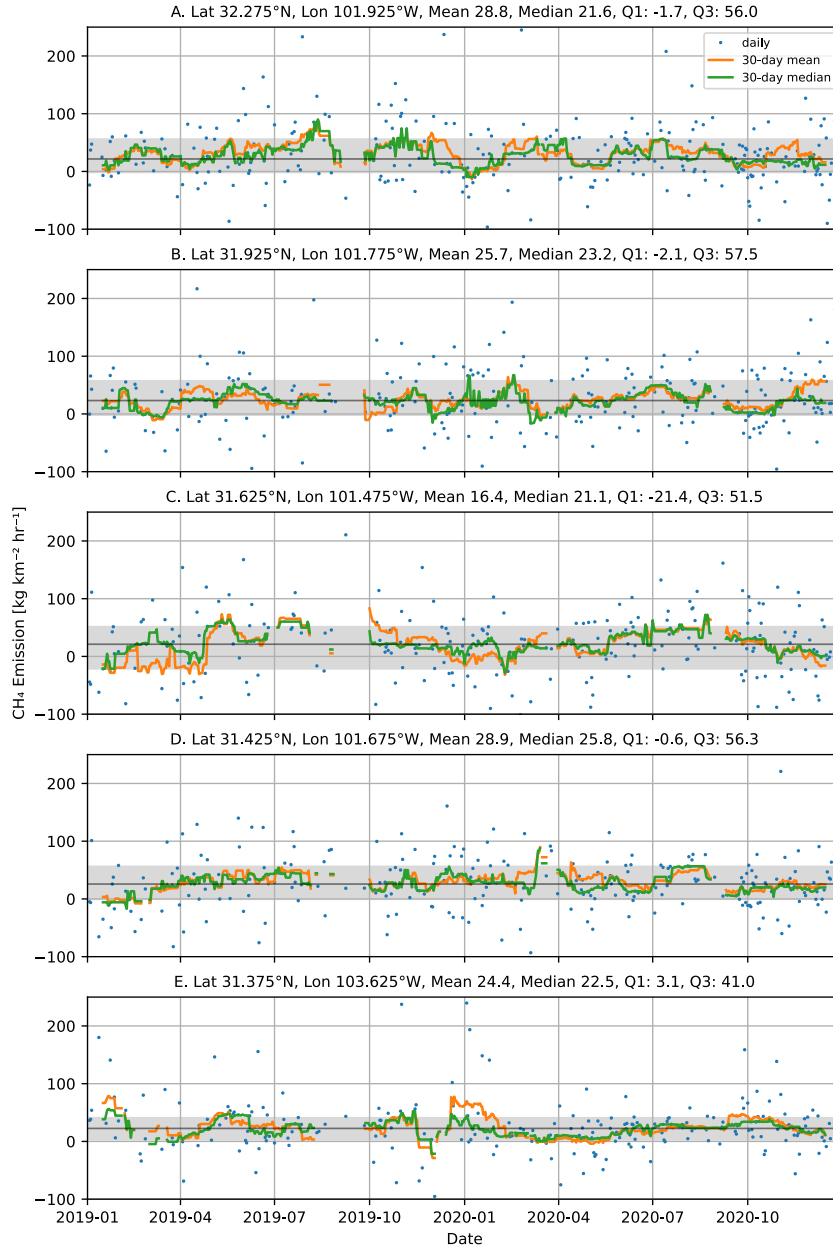 A. Lat 32.275°N, Lon 101.925°W, Mean 28.8, Median 21.6, Q1: -1.7, Q3: 56.0
daily
30-day mean
30-day median
200
100
0
−100
B. Lat 31.925°N, Lon 101.775°W, Mean 25.7, Median 23.2, Q1: -2.1, Q3: 57.5
200
100
0
−100
C. Lat 31.625°N, Lon 101.475°W, Mean 16.4, Median 21.1, Q1: -21.4, Q3: 51.5
200
100
0
−100
CH₄ Emission [kg km⁻² hr⁻¹]
D. Lat 31.425°N, Lon 101.675°W, Mean 28.9, Median 25.8, Q1: -0.6, Q3: 56.3
200
100
0
−100
E. Lat 31.375°N, Lon 103.625°W, Mean 24.4, Median 22.5, Q1: 3.1, Q3: 41.0
200
100
0
−100
2019-01 2019-04 2019-07 2019-10 2020-01 2020-04 2020-07 2020-10
Date